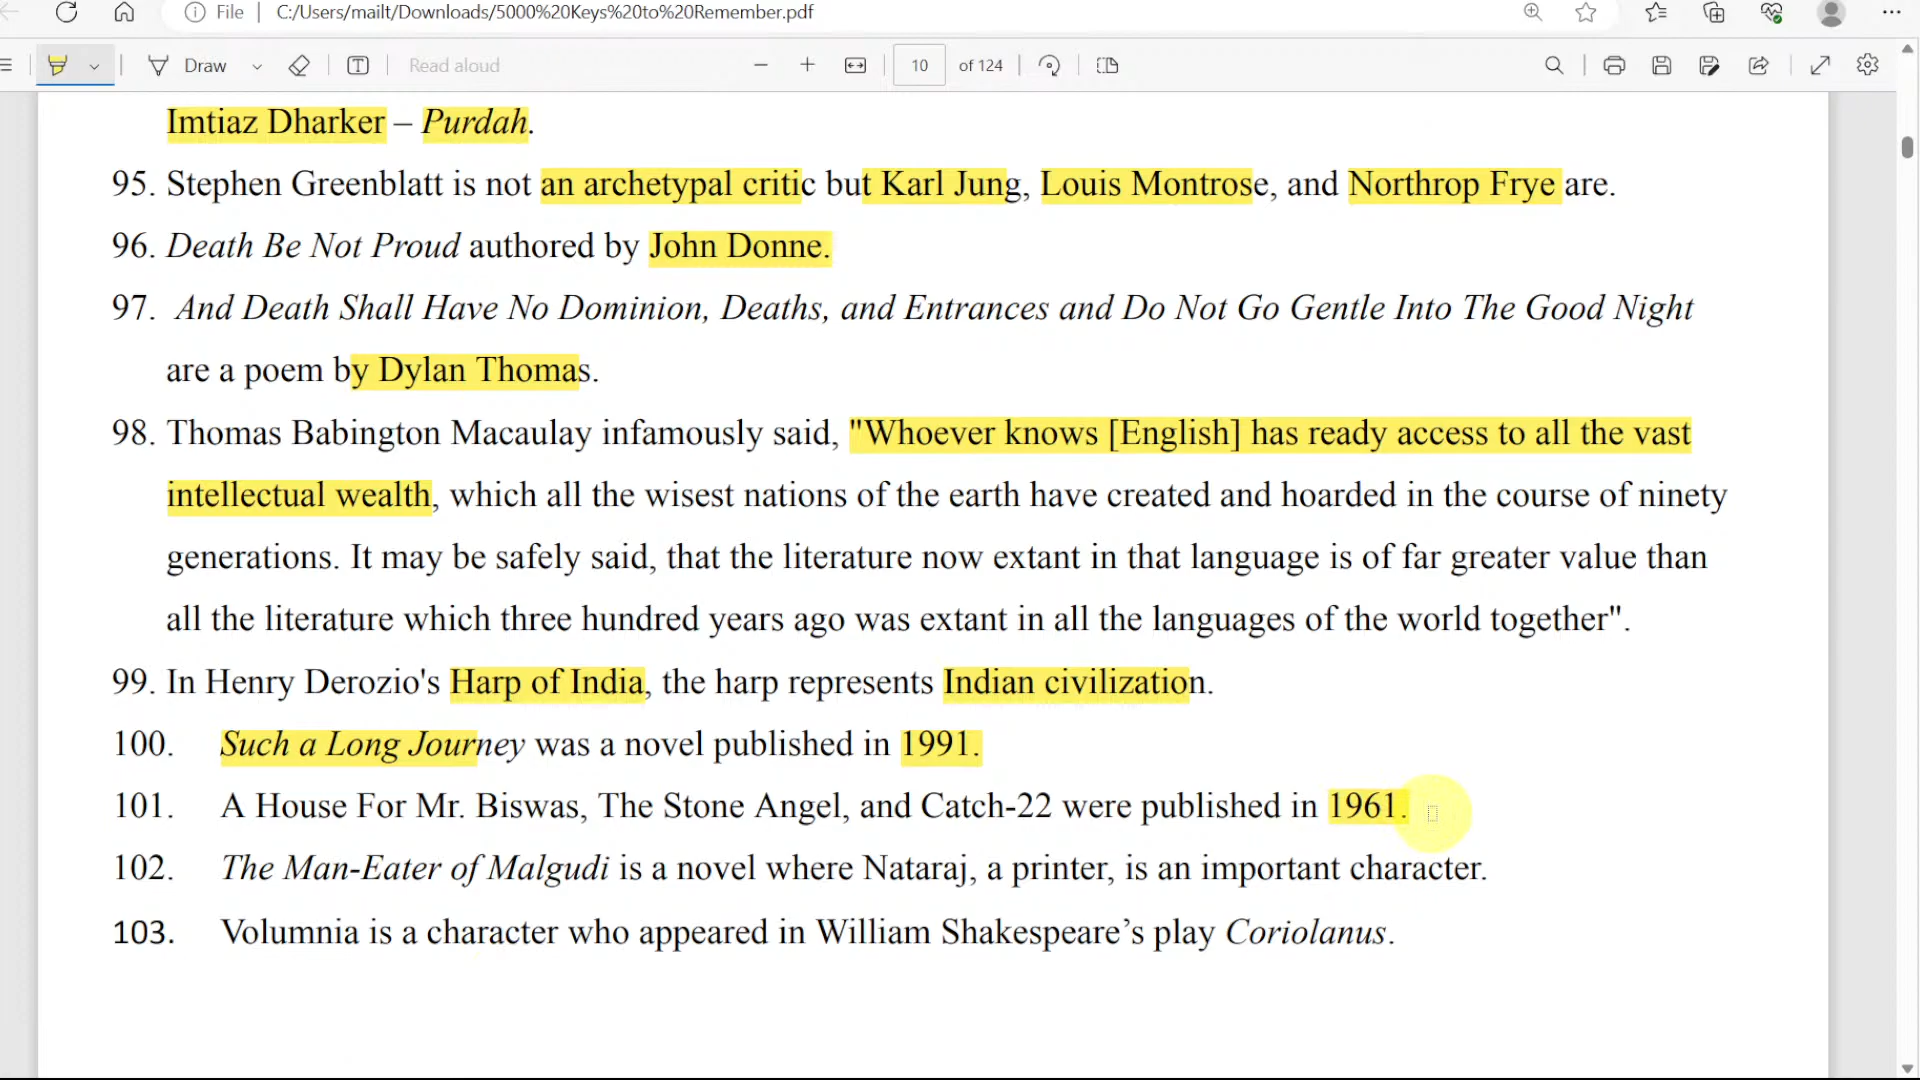 File
C:/Users/mailt/Downloads/5000%20Keys%20to%20Remember.pdf
Draw
Read aloud
10 of 124
Imtiaz Dharker – Purdah.
95. Stephen Greenblatt is not an archetypal critic but Karl Jung, Louis Montrose, and Northrop Frye are.
96. Death Be Not Proud authored by John Donne.
97. And Death Shall Have No Dominion, Deaths, and Entrances and Do Not Go Gentle Into The Good Night
are a poem by Dylan Thomas.
98. Thomas Babington Macaulay infamously said, "Whoever knows [English] has ready access to all the vast
intellectual wealth, which all the wisest nations of the earth have created and hoarded in the course of ninety
generations. It may be safely said, that the literature now extant in that language is of far greater value than
all the literature which three hundred years ago was extant in all the languages of the world together".
99. In Henry Derozio's Harp of India, the harp represents Indian civilization.
100. Such a Long Journey was a novel published in 1991.
101. A House For Mr. Biswas, The Stone Angel, and Catch-22 were published in 1961.
102. The Man-Eater of Malgudi is a novel where Nataraj, a printer, is an important character.
103. Volumnia is a character who appeared in William Shakespeare’s play Coriolanus.